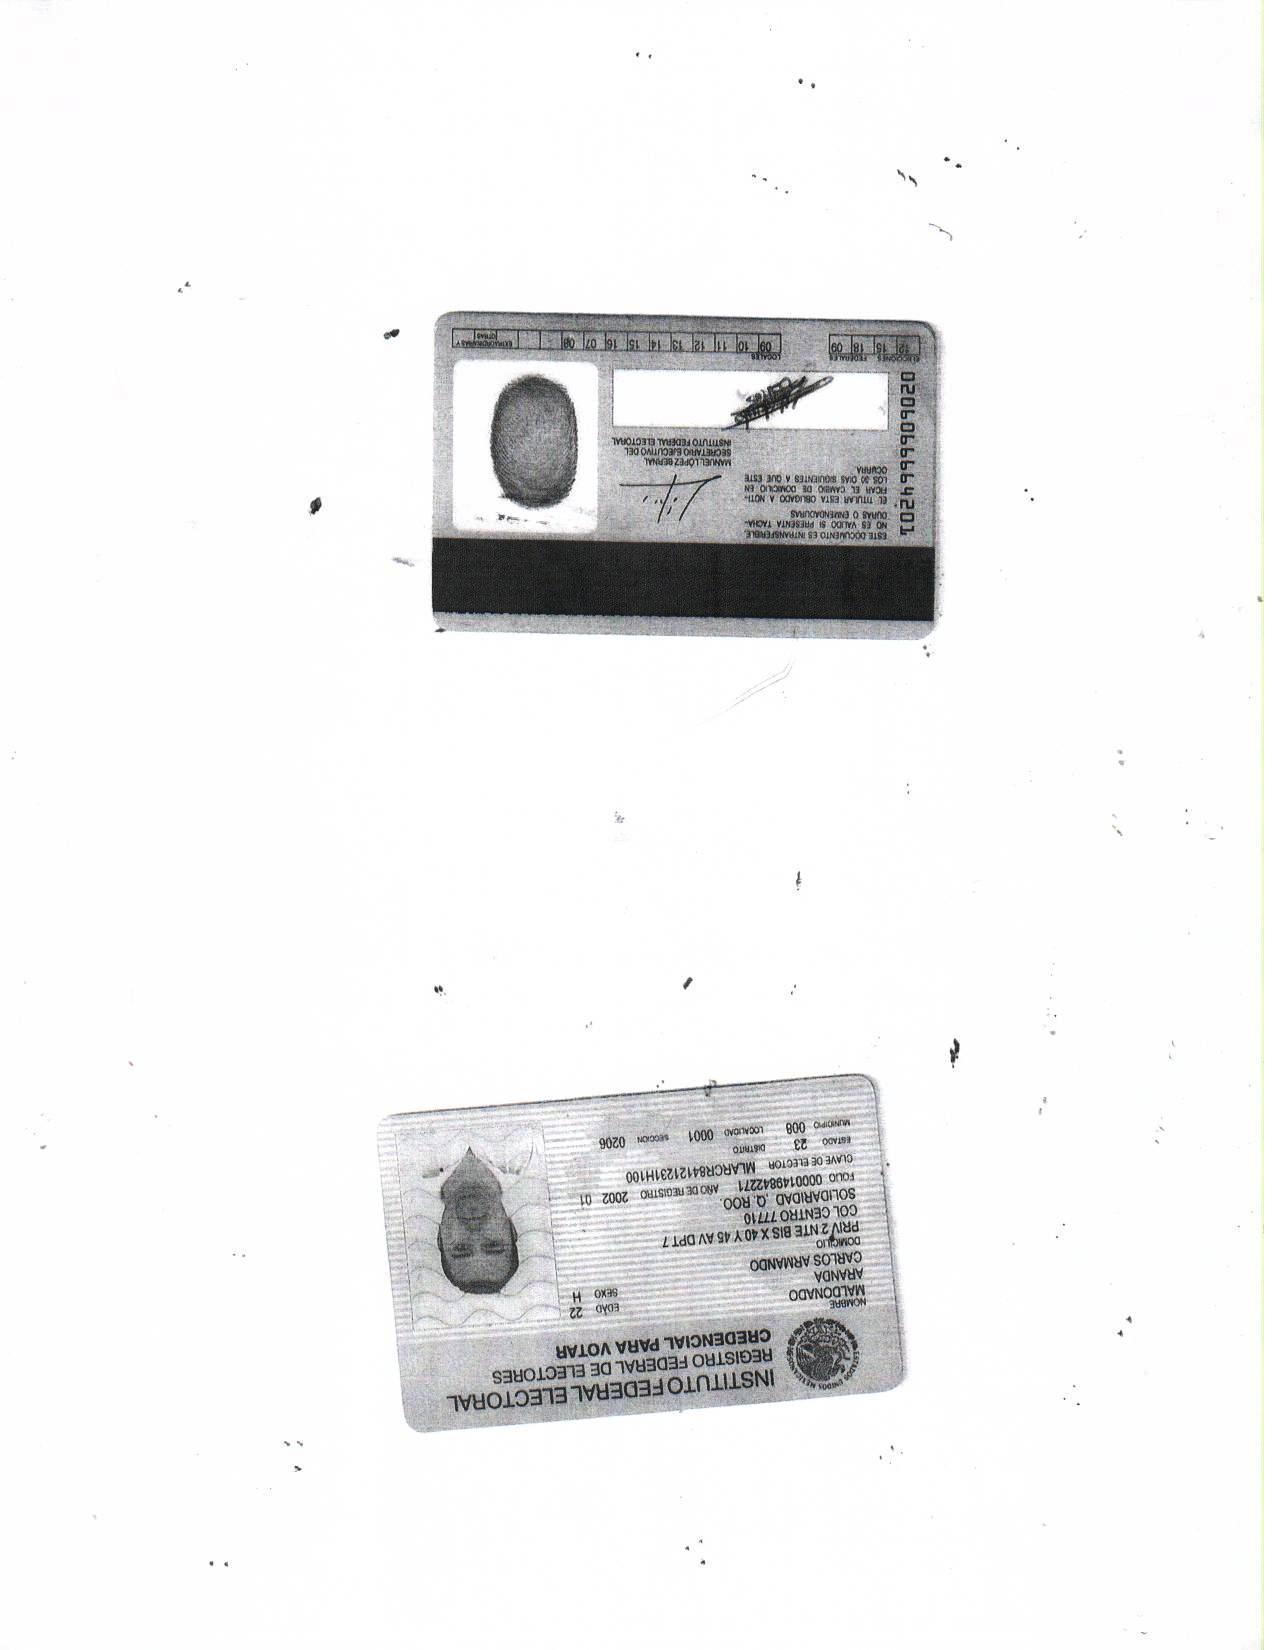 INSTITUTO FEDERAL ELECTORAL
REGISTRO FEDERAL DE ELECTORES
CREDENCIAL PARA VOTAR
ESTADOS UNIDOS MEXICANOS
NOMBRE
MALDONADO
ARANDA
CARLOS ARMANDO
EDAD 22
SEXO H
DOMICILIO
PRIV 2 NTE BIS X 40 Y 45 AV DPT 7
COL CENTRO 77710
SOLIDARIDAD ,Q. ROO.
FOLIO 0000149842271 AÑO DE REGISTRO 2002 01
CLAVE DE ELECTOR MLARCR84121231H100
ESTADO 23 DISTRITO
MUNICIPIO 008 LOCALIDAD 0001 SECCION 0206
ESTE DOCUMENTO ES INTRANSFERIBLE,
NO ES VALIDO SI PRESENTA TACHA-
DURAS O ENMENDADURAS
EL TITULAR ESTA OBLIGADO A NOTI-
FICAR EL CAMBIO DE DOMICILIO EN
LOS 30 DIAS SIGUIENTES A QUE ESTE
OCURRA
MANUEL LÓPEZ BERNAL
SECRETARIO EJECUTIVO DEL
INSTITUTO FEDERAL ELECTORAL
ELECCIONES FEDERALES LOCALES EXTRAORDINARIAS Y OTRAS
12 15 18 09 09 10 11 12 13 14 15 16 07 08